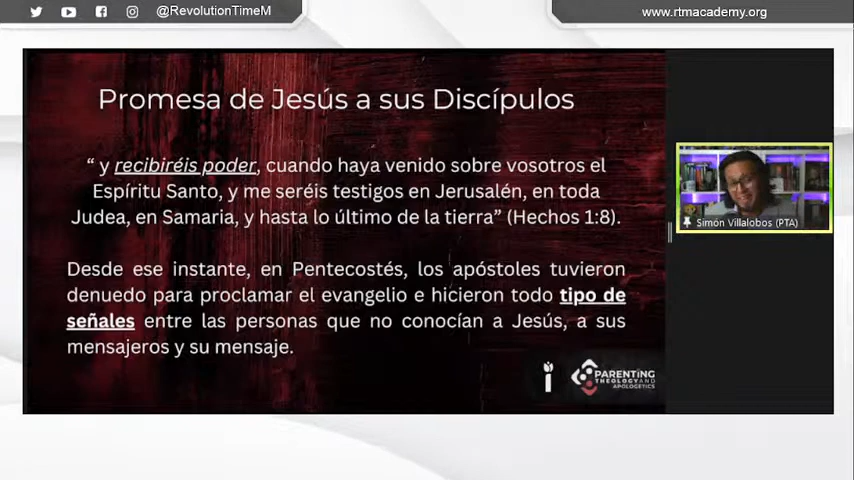 @RevolutionTimeM
www.rtmacademy.org
Promesa de Jesús a sus Discípulos
“ y recibiréis poder, cuando haya venido sobre vosotros el
Espíritu Santo, y me seréis testigos en Jerusalén, en toda
Judea, en Samaria, y hasta lo último de la tierra” (Hechos 1:8).
Desde ese instante, en Pentecostés, los apóstoles tuvieron
denuedo para proclamar el evangelio e hicieron todo tipo de
señales entre las personas que no conocían a Jesús, a sus
mensajeros y su mensaje.
PARENTING
THEOLOGY AND
APOLOGETICS
Simón Villalobos (PTA)